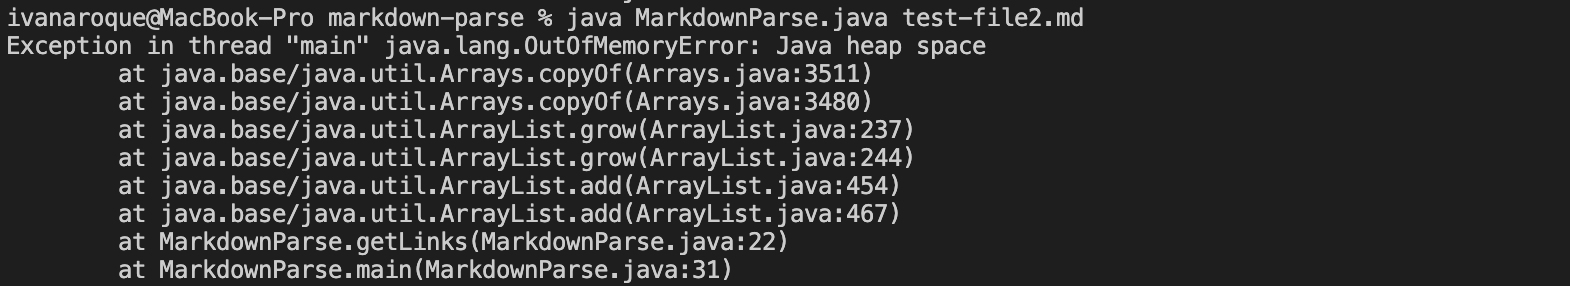 ivanaroque@MacBook-Pro markdown-parse % java MarkdownParse.java test-file2.md
Exception in thread "main" java.lang.OutOfMemoryError: Java heap space
        at java.base/java.util.Arrays.copyOf(Arrays.java:3511)
        at java.base/java.util.Arrays.copyOf(Arrays.java:3480)
        at java.base/java.util.ArrayList.grow(ArrayList.java:237)
        at java.base/java.util.ArrayList.grow(ArrayList.java:244)
        at java.base/java.util.ArrayList.add(ArrayList.java:454)
        at java.base/java.util.ArrayList.add(ArrayList.java:467)
        at MarkdownParse.getLinks(MarkdownParse.java:22)
        at MarkdownParse.main(MarkdownParse.java:31)